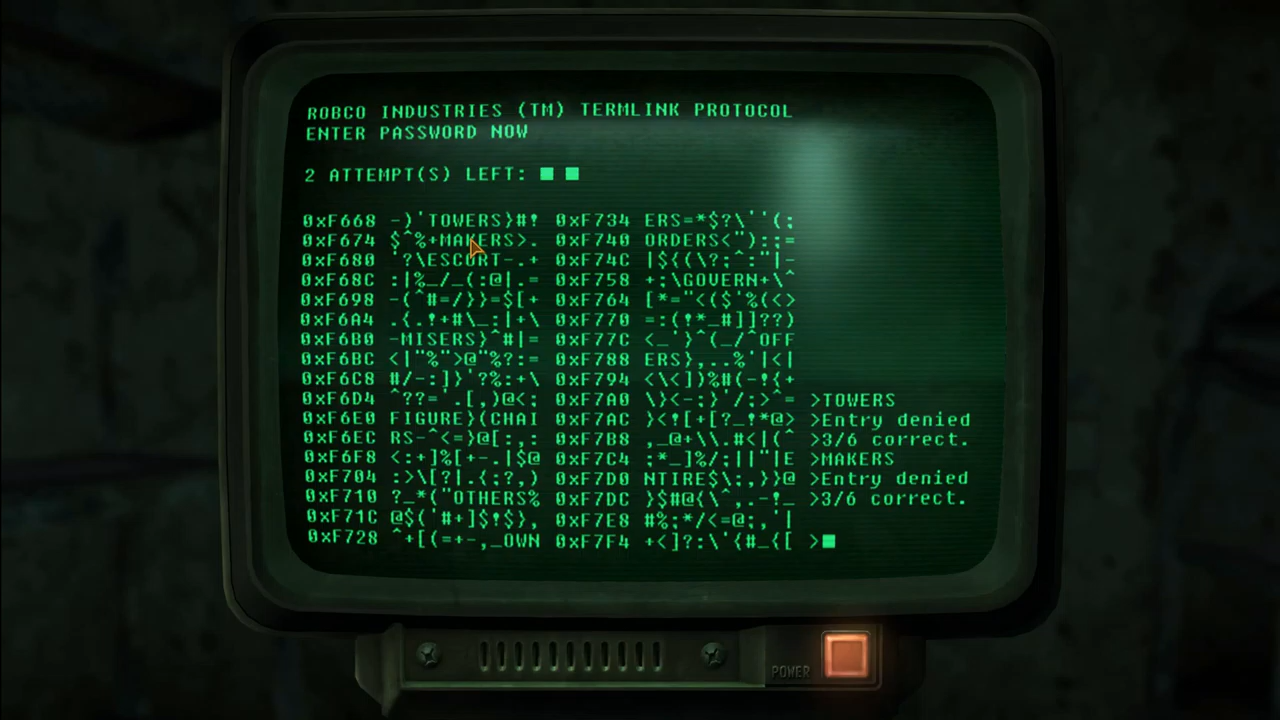 ROBCO INDUSTRIES (TM) TERMLINK PROTOCOL
ENTER PASSWORD NOW
2 ATTEMPT(S) LEFT: ■ ■
0xF668 -)'TOWERS}#! 0xF734 ERS=*$?\''(;
0xF674 $^%+MAKERS>. 0xF740 ORDERS<"):;=
0xF680 '?\ESCORT-.+ 0xF74C |${(\?;^:"|-
0xF68C :|%_/_(:@|.= 0xF758 +;\GOVERN+\^
0xF698 -(^#=/}}=$[+ 0xF764 [*="<($'%(<>
0xF6A4 .{.!+#\_:|+\ 0xF770 =:(!*_#]]??)
0xF6B0 -MISERS}^#|= 0xF77C <_'}^(_/^OFF
0xF6BC <|"%">@"%?:= 0xF788 ERS},..%'|<|
0xF6C8 #/-:]}'?%:+\ 0xF794 <\<])%#(-!{+
0xF6D4 ^??='.[,)@<; 0xF7A0 \}<-;}'/;>^= >TOWERS
0xF6E0 FIGURE}(CHAI 0xF7AC }<![+[?_!*@> >Entry denied
0xF6EC RS-^<=}@[:,: 0xF7B8 ,_@+\\.#<|(^ >3/6 correct.
0xF6F8 <:+]%[+-.|$@ 0xF7C4 ;*_]%/;||"|E >MAKERS
0xF704 :>\[?|.{;?,) 0xF7D0 NTIRE$\:,}}@ >Entry denied
0xF710 ?_*("OTHERS% 0xF7DC }$#@{\^,.-!_ >3/6 correct.
0xF71C @$('#+]$!$}, 0xF7E8 #%;*/<=@;,'|
0xF728 ^+[(=+-,_OWN 0xF7F4 +<]?:\'{#_{[ >■
POWER